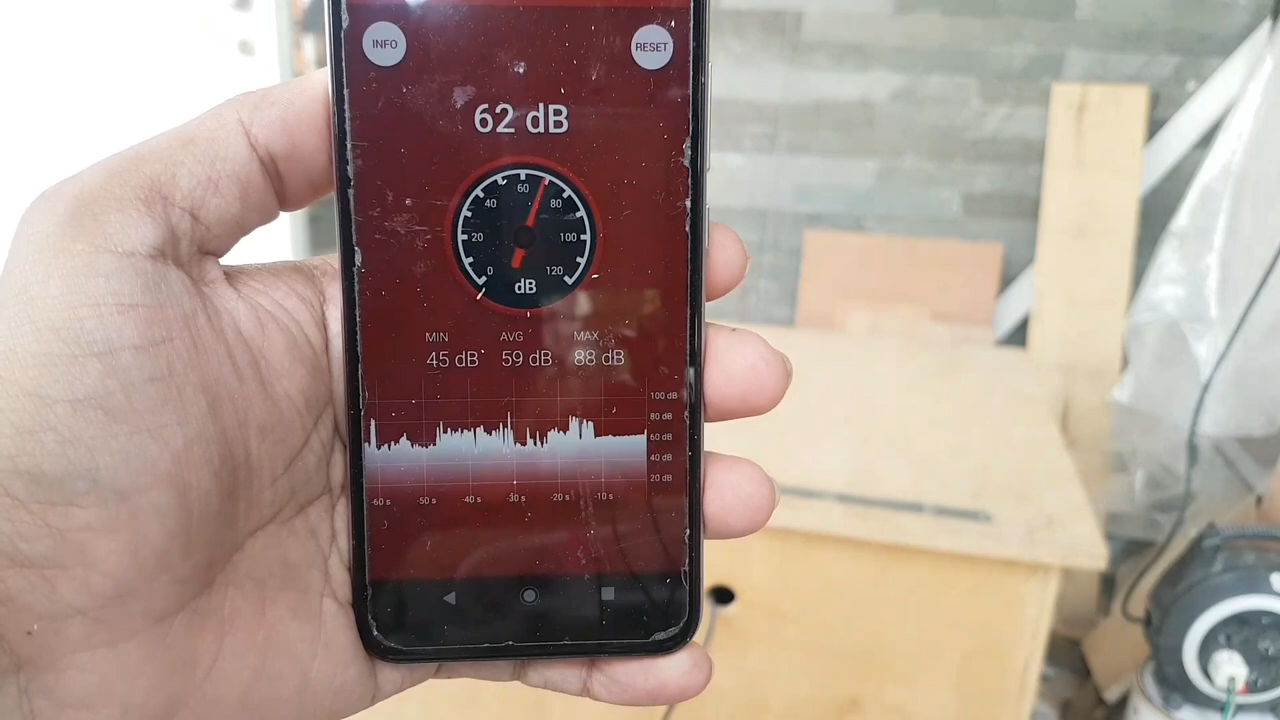 INFO
RESET
62 dB
0 20 40 60 80 100 120
dB
MIN AVG MAX
45 dB 59 dB 88 dB
100 dB
80 dB
60 dB
40 dB
20 dB
-60 s -50 s -40 s -30 s -20 s -10 s